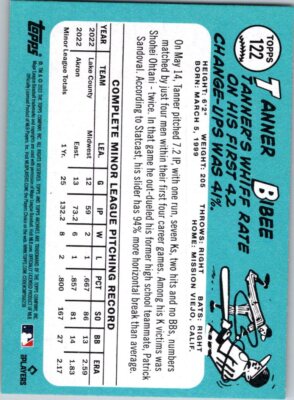 TOPPS
122
TANNER BIBEE
TANNER'S WHIFF RATE
ON HIS FIRST 82
CHANGE-UPS WAS 41%.
HEIGHT: 6'2" WEIGHT: 205 THROWS: RIGHT BATS: RIGHT
BORN: MARCH 5, 1999 HOME: MISSION VIEJO, CALIF.
On May 14, Tanner pitched 7.2 IP, with one run, seven Ks, two hits and no BBs, numbers
matched by just four men within their first four career games. Among his K victims was
Shohei Ohtani - twice. In that game he out-dueled his former high school teammate, Patrick
Sandoval. According to Statcast, his slider has 94% more horizontal break than average.
COMPLETE MINOR LEAGUE PITCHING RECORD
YEAR TEAM LEA. G IP W L PCT SO BB ERA
2022 Lake County Midwest 12 59 2 1 .667 86 13 2.59
2022 Akron Eastern 13 73.2 6 1 .857 81 14 1.83
Minor League Totals 1 Yr. 25 132.2 8 2 .800 167 27 2.17
Topps
PLAYERS